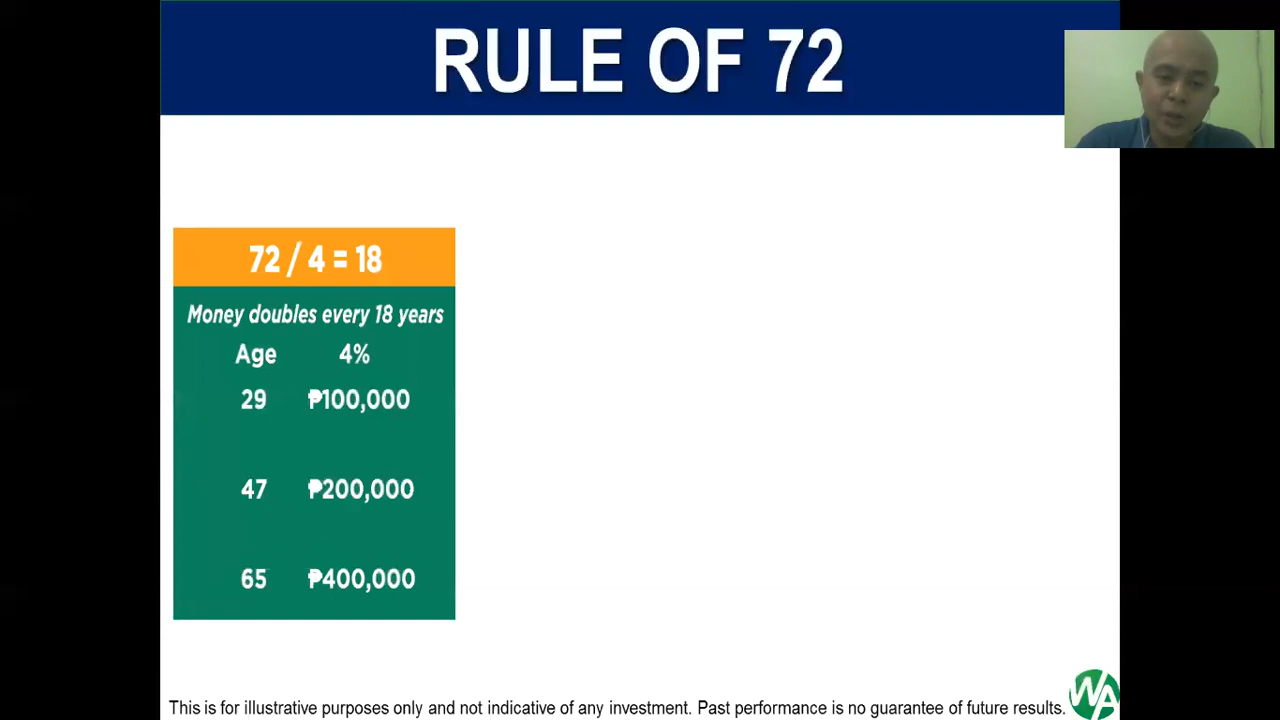 RULE OF 72
72 / 4 = 18
Money doubles every 18 years
Age 4%
29 ₱100,000
47 ₱200,000
65 ₱400,000
This is for illustrative purposes only and not indicative of any investment. Past performance is no guarantee of future results.
WA